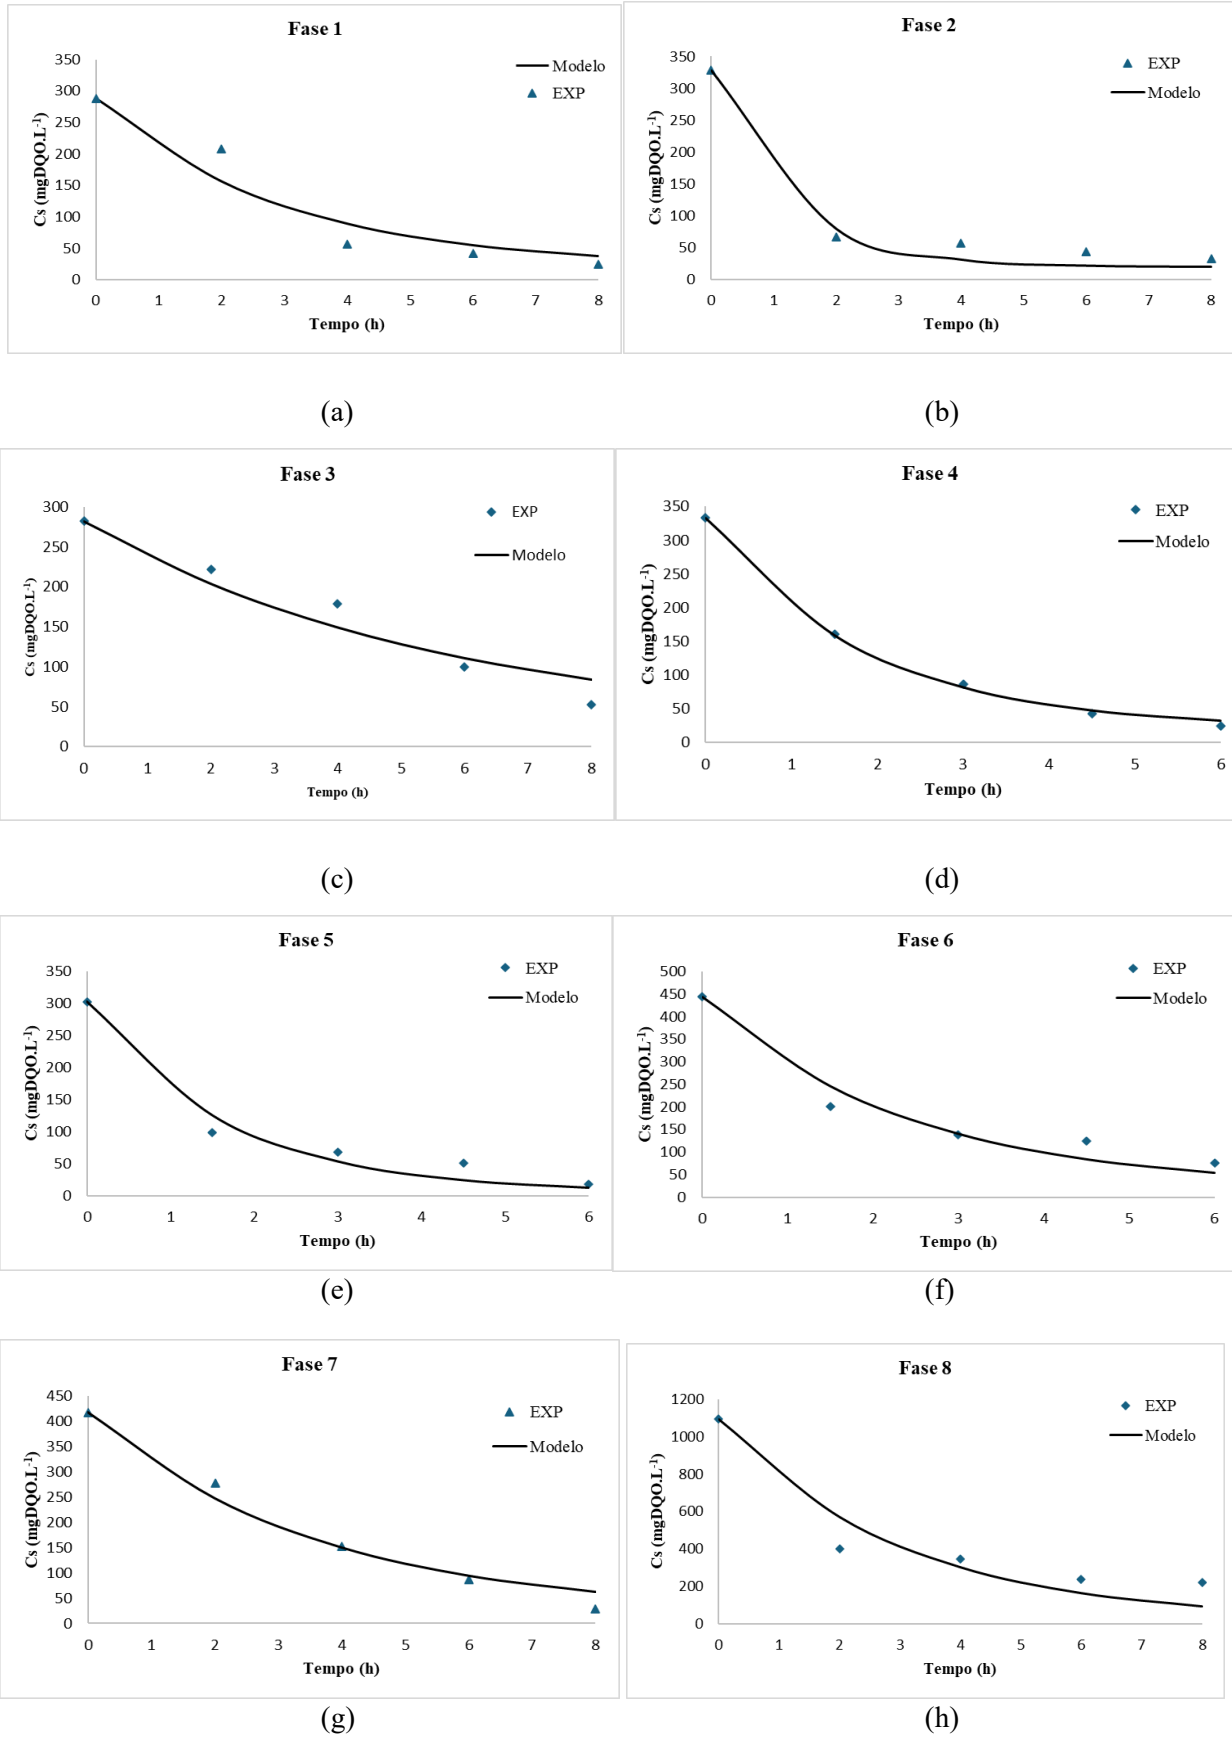 Fase 1
Cs (mgDQO.L-1)
350
300
250
200
150
100
50
0
0 1 2 3 4 5 6 7 8
Tempo (h)
Modelo
EXP
(a)
Fase 2
Cs (mgDQO.L-1)
350
300
250
200
150
100
50
0
0 1 2 3 4 5 6 7 8
Tempo (h)
EXP
Modelo
(b)
Fase 3
Cs (mgDQO.L-1)
300
250
200
150
100
50
0
0 1 2 3 4 5 6 7 8
Tempo (h)
EXP
Modelo
(c)
Fase 4
Cs (mgDQO.L-1)
350
300
250
200
150
100
50
0
0 1 2 3 4 5 6
Tempo (h)
EXP
Modelo
(d)
Fase 5
Cs (mgDQO.L-1)
350
300
250
200
150
100
50
0
0 1 2 3 4 5 6
Tempo (h)
EXP
Modelo
(e)
Fase 6
Cs (mgDQO.L-1)
500
450
400
350
300
250
200
150
100
50
0
0 1 2 3 4 5 6
Tempo (h)
EXP
Modelo
(f)
Fase 7
Cs (mgDQO.L-1)
450
400
350
300
250
200
150
100
50
0
0 1 2 3 4 5 6 7 8
Tempo (h)
EXP
Modelo
(g)
Fase 8
Cs (mgDQO.L-1)
1200
1000
800
600
400
200
0
0 1 2 3 4 5 6 7 8
Tempo (h)
EXP
Modelo
(h)